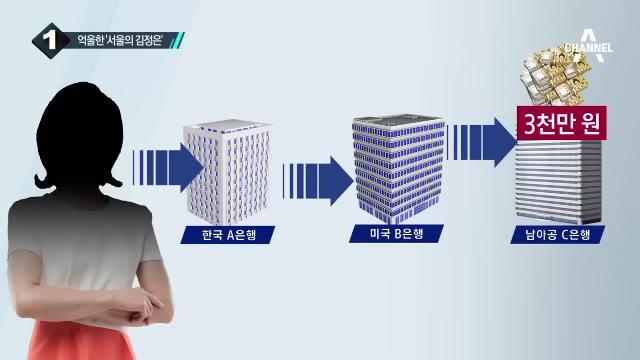 1 억울한 '서울의 김정은'
CHANNEL A
3천만 원
한국 A은행
미국 B은행
남아공 C은행